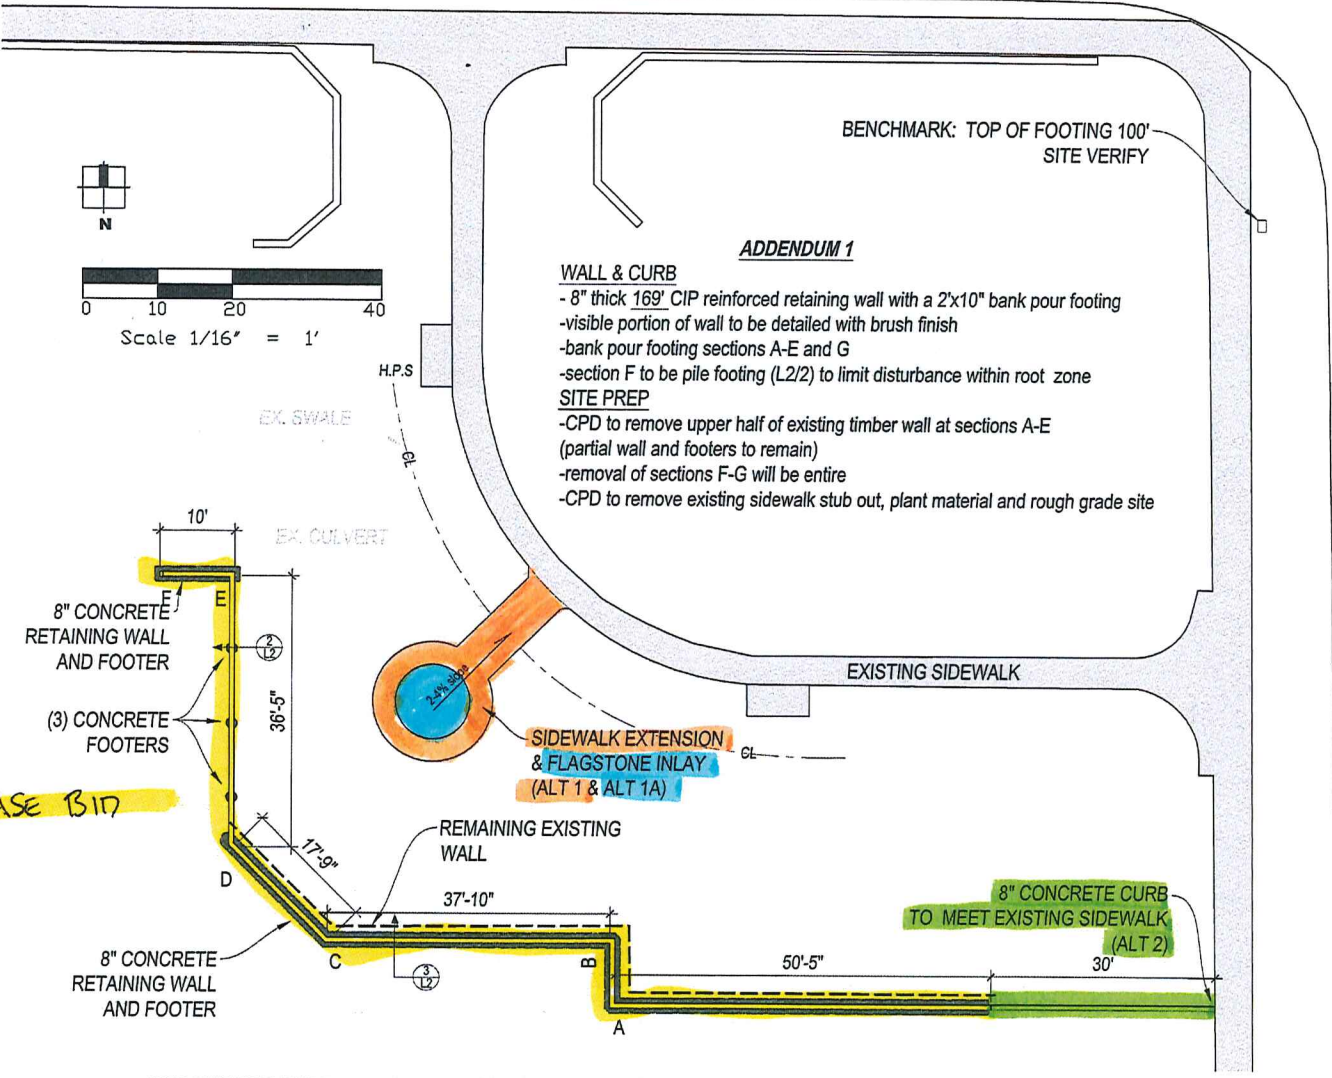 BENCHMARK: TOP OF FOOTING 100'
SITE VERIFY
N
0 10 20 40
Scale 1/16" = 1'
ADDENDUM 1
WALL & CURB
- 8" thick 169' CIP reinforced retaining wall with a 2'x10" bank pour footing
-visible portion of wall to be detailed with brush finish
-bank pour footing sections A-E and G
-section F to be pile footing (L2/2) to limit disturbance within root zone
SITE PREP
-CPD to remove upper half of existing timber wall at sections A-E
(partial wall and footers to remain)
-removal of sections F-G will be entire
-CPD to remove existing sidewalk stub out, plant material and rough grade site
H.P.S
EX. SWALE
CL
EX. CULVERT
10'
F E
8" CONCRETE
RETAINING WALL
AND FOOTER
2
L2
36'-5"
(3) CONCRETE
FOOTERS
2-4% slope
EXISTING SIDEWALK
SIDEWALK EXTENSION
& FLAGSTONE INLAY
(ALT 1 & ALT 1A)
CL
ASE BID
REMAINING EXISTING
WALL
17'-9"
D
37'-10"
8" CONCRETE CURB
TO MEET EXISTING SIDEWALK
(ALT 2)
8" CONCRETE
RETAINING WALL
AND FOOTER
C
3
L2
B
50'-5"
30'
A